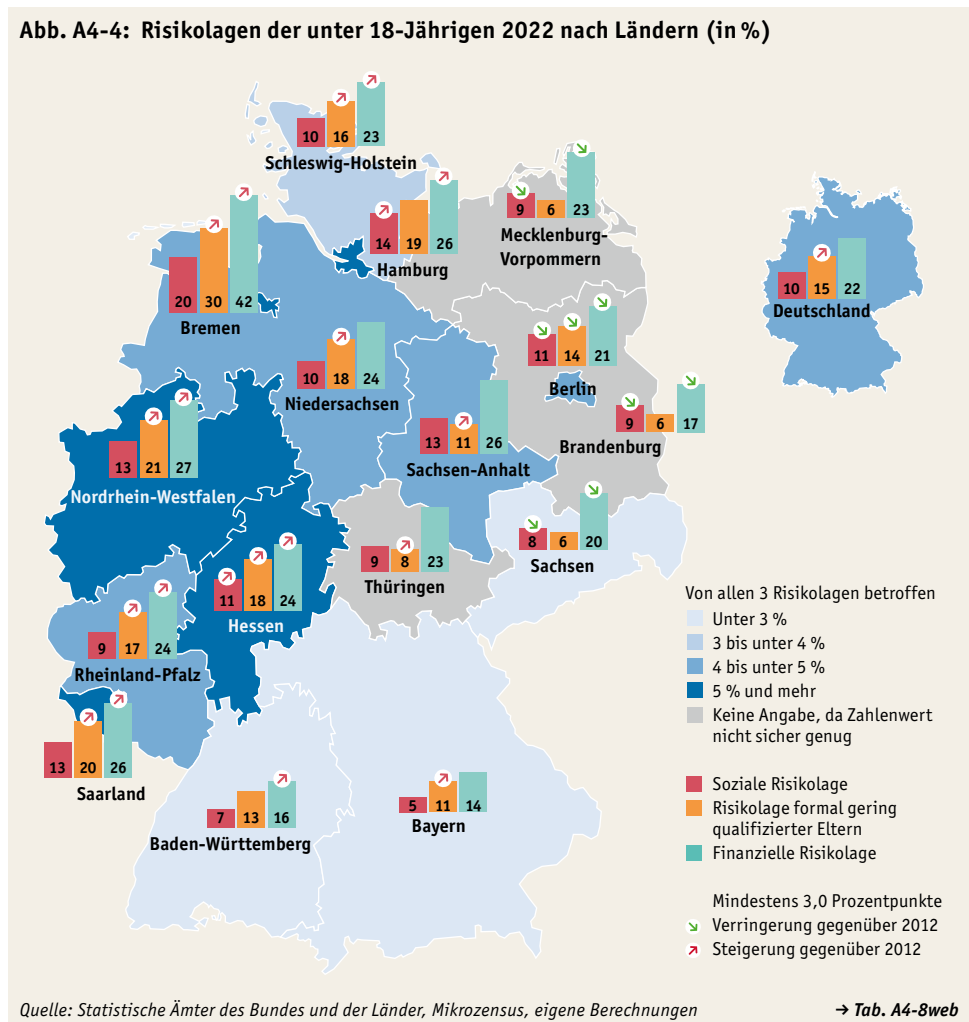 Abb. A4-4: Risikolagen der unter 18-Jährigen 2022 nach Ländern (in %)
10 16 23
Schleswig-Holstein
14 19 26
Hamburg
9 6 23
Mecklenburg-
Vorpommern
10 15 22
Deutschland
20 30 42
Bremen
10 18 24
Niedersachsen
11 14 21
Berlin
9 6 17
Brandenburg
13 11 26
Sachsen-Anhalt
13 21 27
Nordrhein-Westfalen
9 8 23
Thüringen
8 6 20
Sachsen
11 18 24
Hessen
9 17 24
Rheinland-Pfalz
13 20 26
Saarland
7 13 16
Baden-Württemberg
5 11 14
Bayern
Von allen 3 Risikolagen betroffen
Unter 3 %
3 bis unter 4 %
4 bis unter 5 %
5 % und mehr
Keine Angabe, da Zahlenwert
nicht sicher genug
Soziale Risikolage
Risikolage formal gering
qualifizierter Eltern
Finanzielle Risikolage
Mindestens 3,0 Prozentpunkte
Verringerung gegenüber 2012
Steigerung gegenüber 2012
Quelle: Statistische Ämter des Bundes und der Länder, Mikrozensus, eigene Berechnungen → Tab. A4-8web